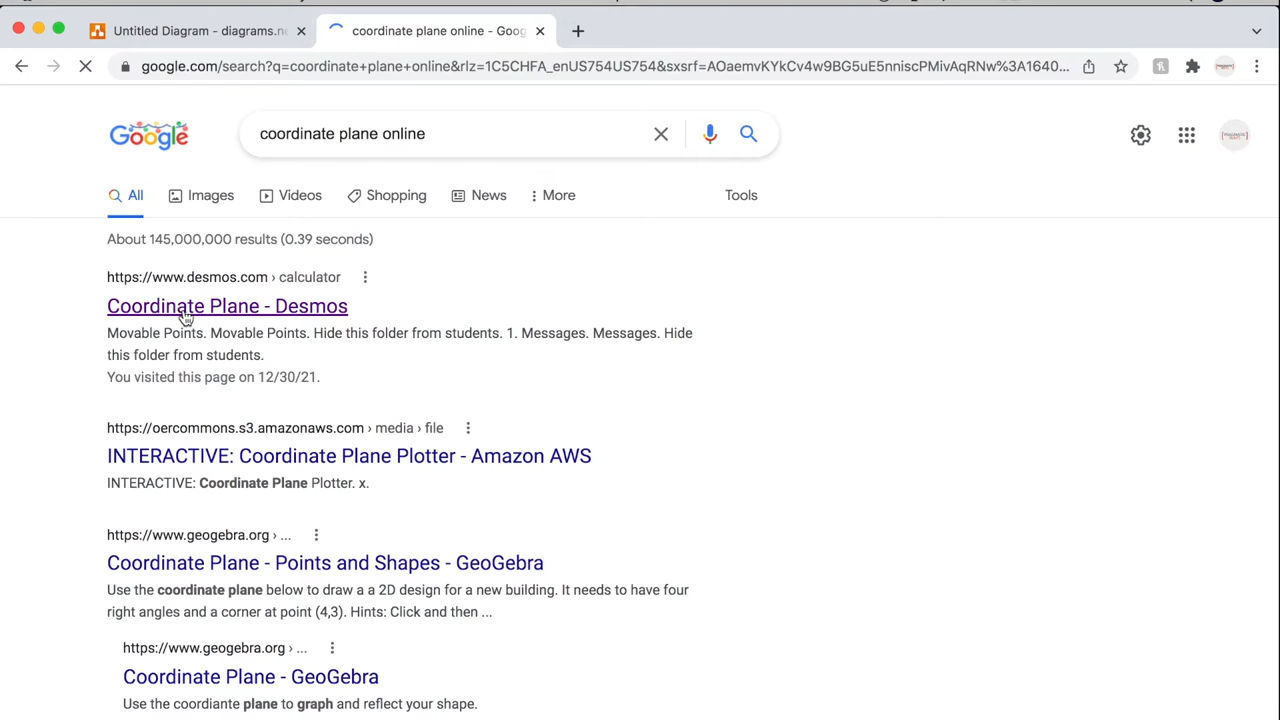 Untitled Diagram - diagrams.ne
coordinate plane online - Goog
google.com/search?q=coordinate+plane+online&rlz=1C5CHFA_enUS754US754&sxsrf=AOaemvKYkCv4w9BG5uE5nniscPMivAqRNw%3A1640...
Google
coordinate plane online
All
Images
Videos
Shopping
News
More
Tools
About 145,000,000 results (0.39 seconds)
https://www.desmos.com › calculator
Coordinate Plane - Desmos
Movable Points. Movable Points. Hide this folder from students. 1. Messages. Messages. Hide
this folder from students.
You visited this page on 12/30/21.
https://oercommons.s3.amazonaws.com › media › file
INTERACTIVE: Coordinate Plane Plotter - Amazon AWS
INTERACTIVE: Coordinate Plane Plotter. x.
https://www.geogebra.org › ...
Coordinate Plane - Points and Shapes - GeoGebra
Use the coordinate plane below to draw a a 2D design for a new building. It needs to have four
right angles and a corner at point (4,3). Hints: Click and then ...
https://www.geogebra.org › ...
Coordinate Plane - GeoGebra
Use the coordiante plane to graph and reflect your shape.